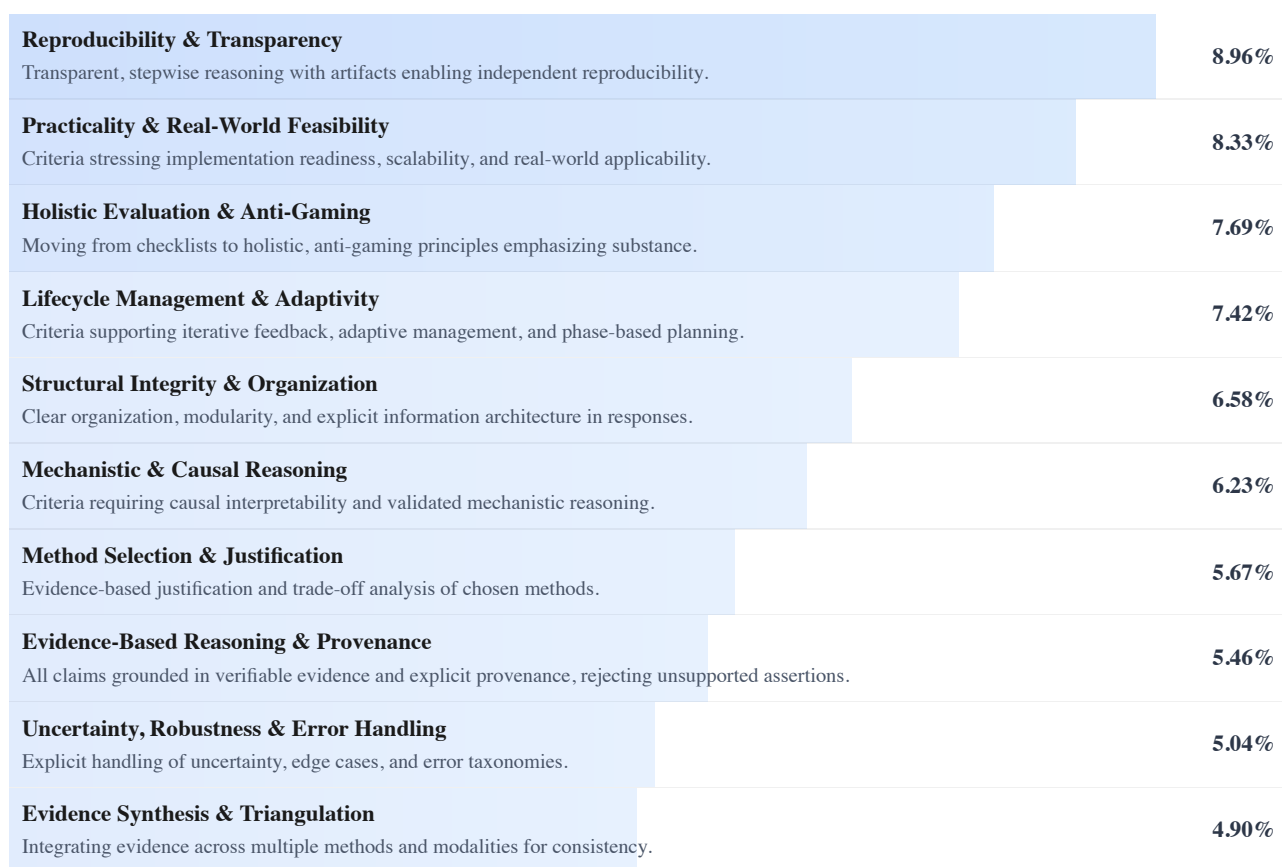 Reproducibility & Transparency
Transparent, stepwise reasoning with artifacts enabling independent reproducibility.
8.96%
Practicality & Real-World Feasibility
Criteria stressing implementation readiness, scalability, and real-world applicability.
8.33%
Holistic Evaluation & Anti-Gaming
Moving from checklists to holistic, anti-gaming principles emphasizing substance.
7.69%
Lifecycle Management & Adaptivity
Criteria supporting iterative feedback, adaptive management, and phase-based planning.
7.42%
Structural Integrity & Organization
Clear organization, modularity, and explicit information architecture in responses.
6.58%
Mechanistic & Causal Reasoning
Criteria requiring causal interpretability and validated mechanistic reasoning.
6.23%
Method Selection & Justification
Evidence-based justification and trade-off analysis of chosen methods.
5.67%
Evidence-Based Reasoning & Provenance
All claims grounded in verifiable evidence and explicit provenance, rejecting unsupported assertions.
5.46%
Uncertainty, Robustness & Error Handling
Explicit handling of uncertainty, edge cases, and error taxonomies.
5.04%
Evidence Synthesis & Triangulation
Integrating evidence across multiple methods and modalities for consistency.
4.90%